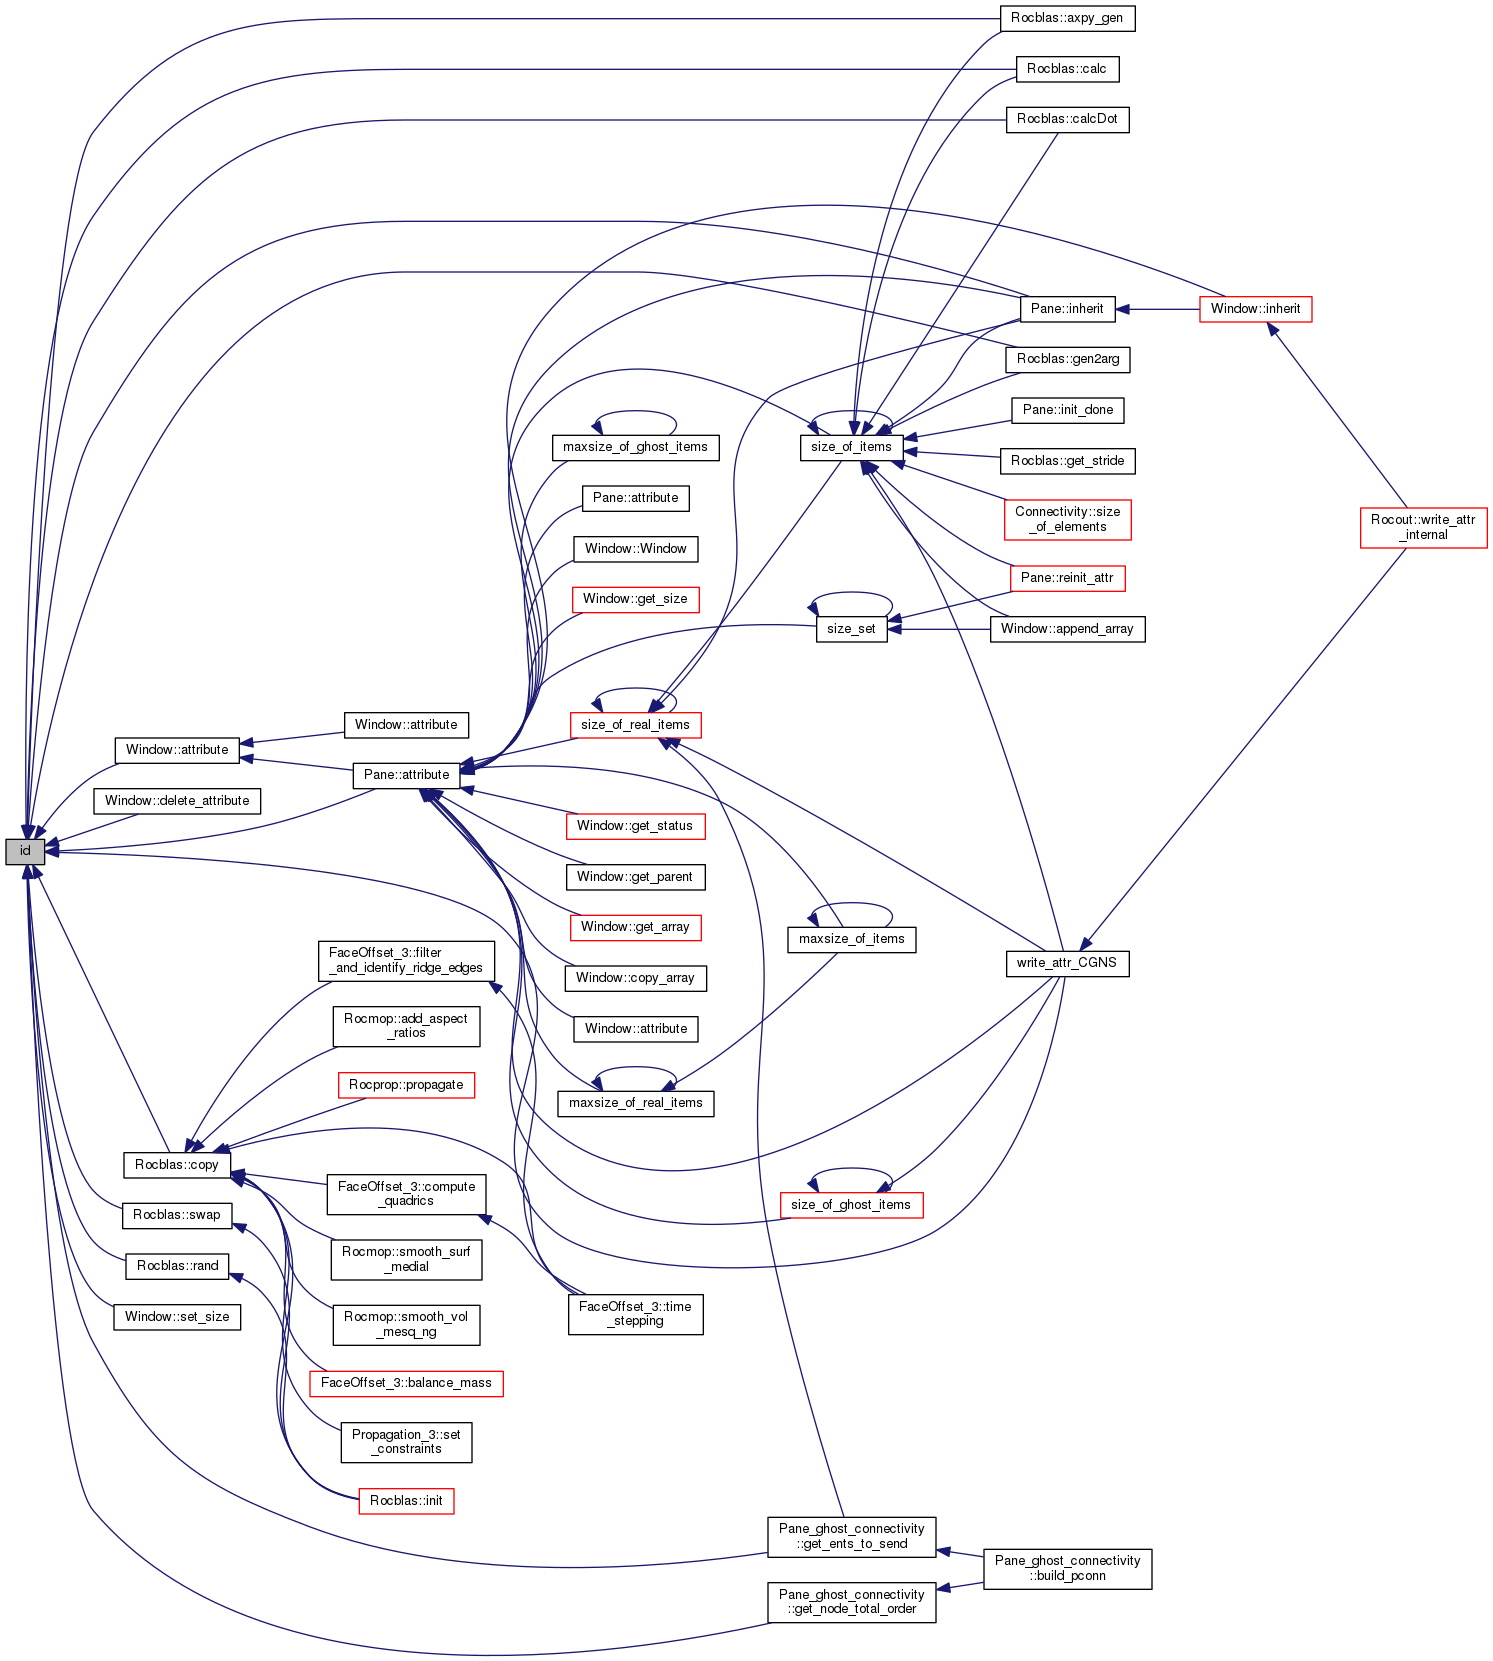 Rocblas::axpy_gen
Rocblas::calc
Rocblas::calcDot
Pane::inherit
Window::inherit
Rocblas::gen2arg
Pane::init_done
maxsize_of_ghost_items
size_of_items
Rocblas::get_stride
Pane::attribute
Connectivity::size
_of_elements
Rocout::write_attr
_internal
Window::Window
Pane::reinit_attr
Window::get_size
size_set
Window::append_array
Window::attribute
size_of_real_items
Window::attribute
Pane::attribute
Window::delete_attribute
Window::get_status
id
Window::get_parent
Window::get_array
maxsize_of_items
FaceOffset_3::filter
_and_identify_ridge_edges
write_attr_CGNS
Window::copy_array
Rocmop::add_aspect
_ratios
Window::attribute
Rocprop::propagate
maxsize_of_real_items
Rocblas::copy
FaceOffset_3::compute
_quadrics
size_of_ghost_items
Rocblas::swap
Rocmop::smooth_surf
_medial
Rocblas::rand
FaceOffset_3::time
_stepping
Window::set_size
Rocmop::smooth_vol
_mesq_ng
FaceOffset_3::balance_mass
Propagation_3::set
_constraints
Rocblas::init
Pane_ghost_connectivity
::get_ents_to_send
Pane_ghost_connectivity
::build_pconn
Pane_ghost_connectivity
::get_node_total_order